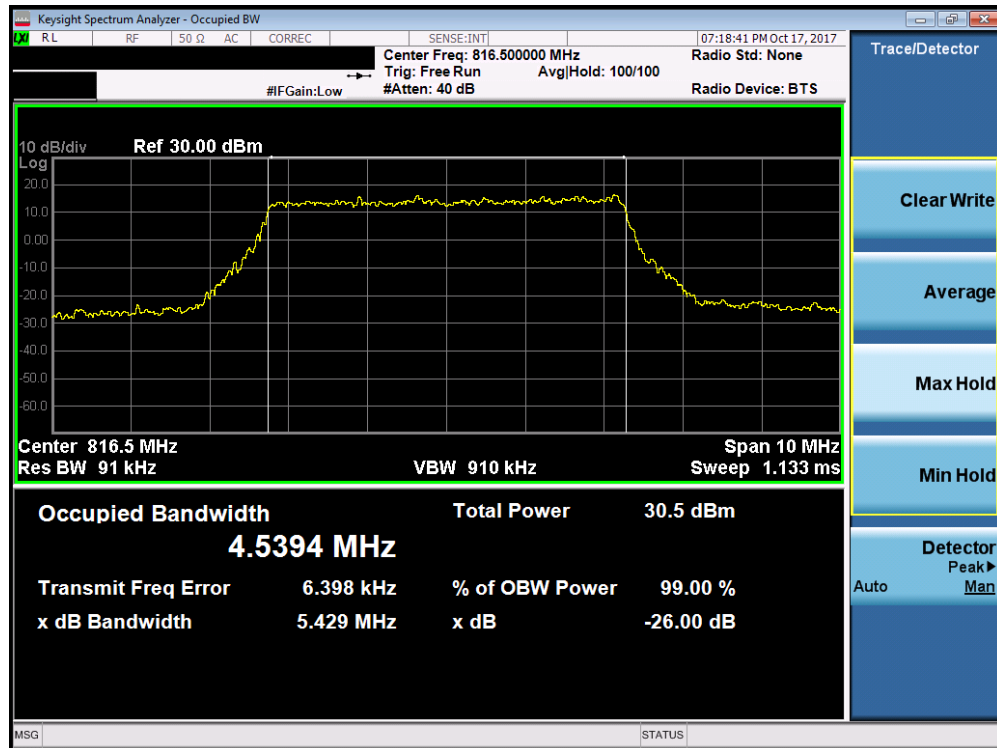 Keysight Spectrum Analyzer - Occupied BW
LXI RL RF 50 Ω AC CORREC SENSE:INT 07:18:41 PM Oct 17, 2017
Center Freq: 816.500000 MHz Radio Std: None
Trig: Free Run Avg|Hold: 100/100
#IFGain:Low #Atten: 40 dB Radio Device: BTS
10 dB/div Ref 30.00 dBm
Log
20.0
10.0
0.00
-10.0
-20.0
-30.0
-40.0
-50.0
-60.0
Center 816.5 MHz Span 10 MHz
Res BW 91 kHz VBW 910 kHz Sweep 1.133 ms
Occupied Bandwidth Total Power 30.5 dBm
4.5394 MHz
Transmit Freq Error 6.398 kHz % of OBW Power 99.00 %
x dB Bandwidth 5.429 MHz x dB -26.00 dB
MSG STATUS
Trace/Detector
Clear Write
Average
Max Hold
Min Hold
Detector
Peak▶
Auto Man